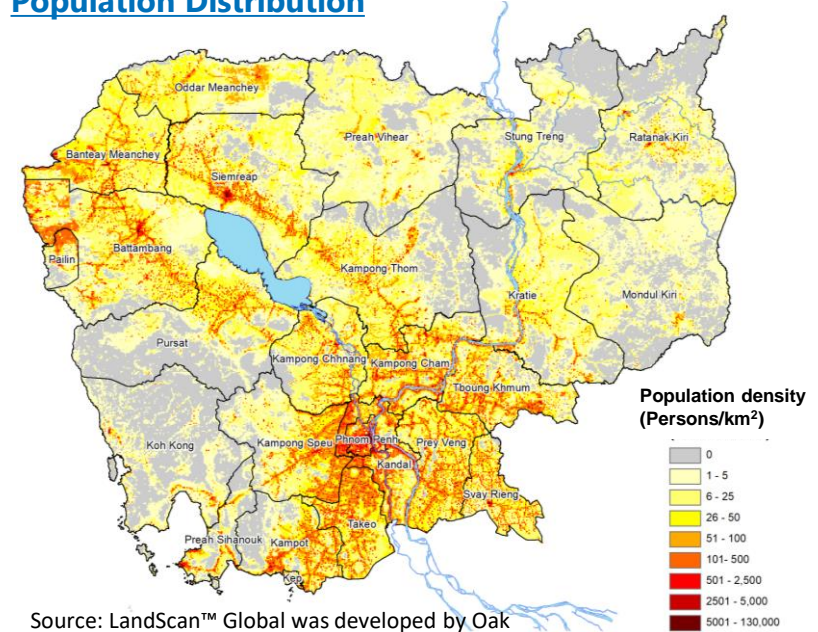 Population Distribution
Oddar Meanchey
Preah Vihear
Stung Treng
Ratanak Kiri
Banteay Meanchey
Siemreap
Battambang
Pailin
Kampong Thom
Kratie
Mondul Kiri
Pursat
Kampong Chhnang
Kampong Cham
Tboung Khmum
Koh Kong
Kampong Speu
Phnom Penh
Prey Veng
Kandal
Svay Rieng
Takeo
Preah Sihanouk
Kampot
Kep
Population density
(Persons/km²)
0
1 - 5
6 - 25
26 - 50
51 - 100
101- 500
501 - 2,500
2501 - 5,000
5001 - 130,000
Source: LandScan™ Global was developed by Oak